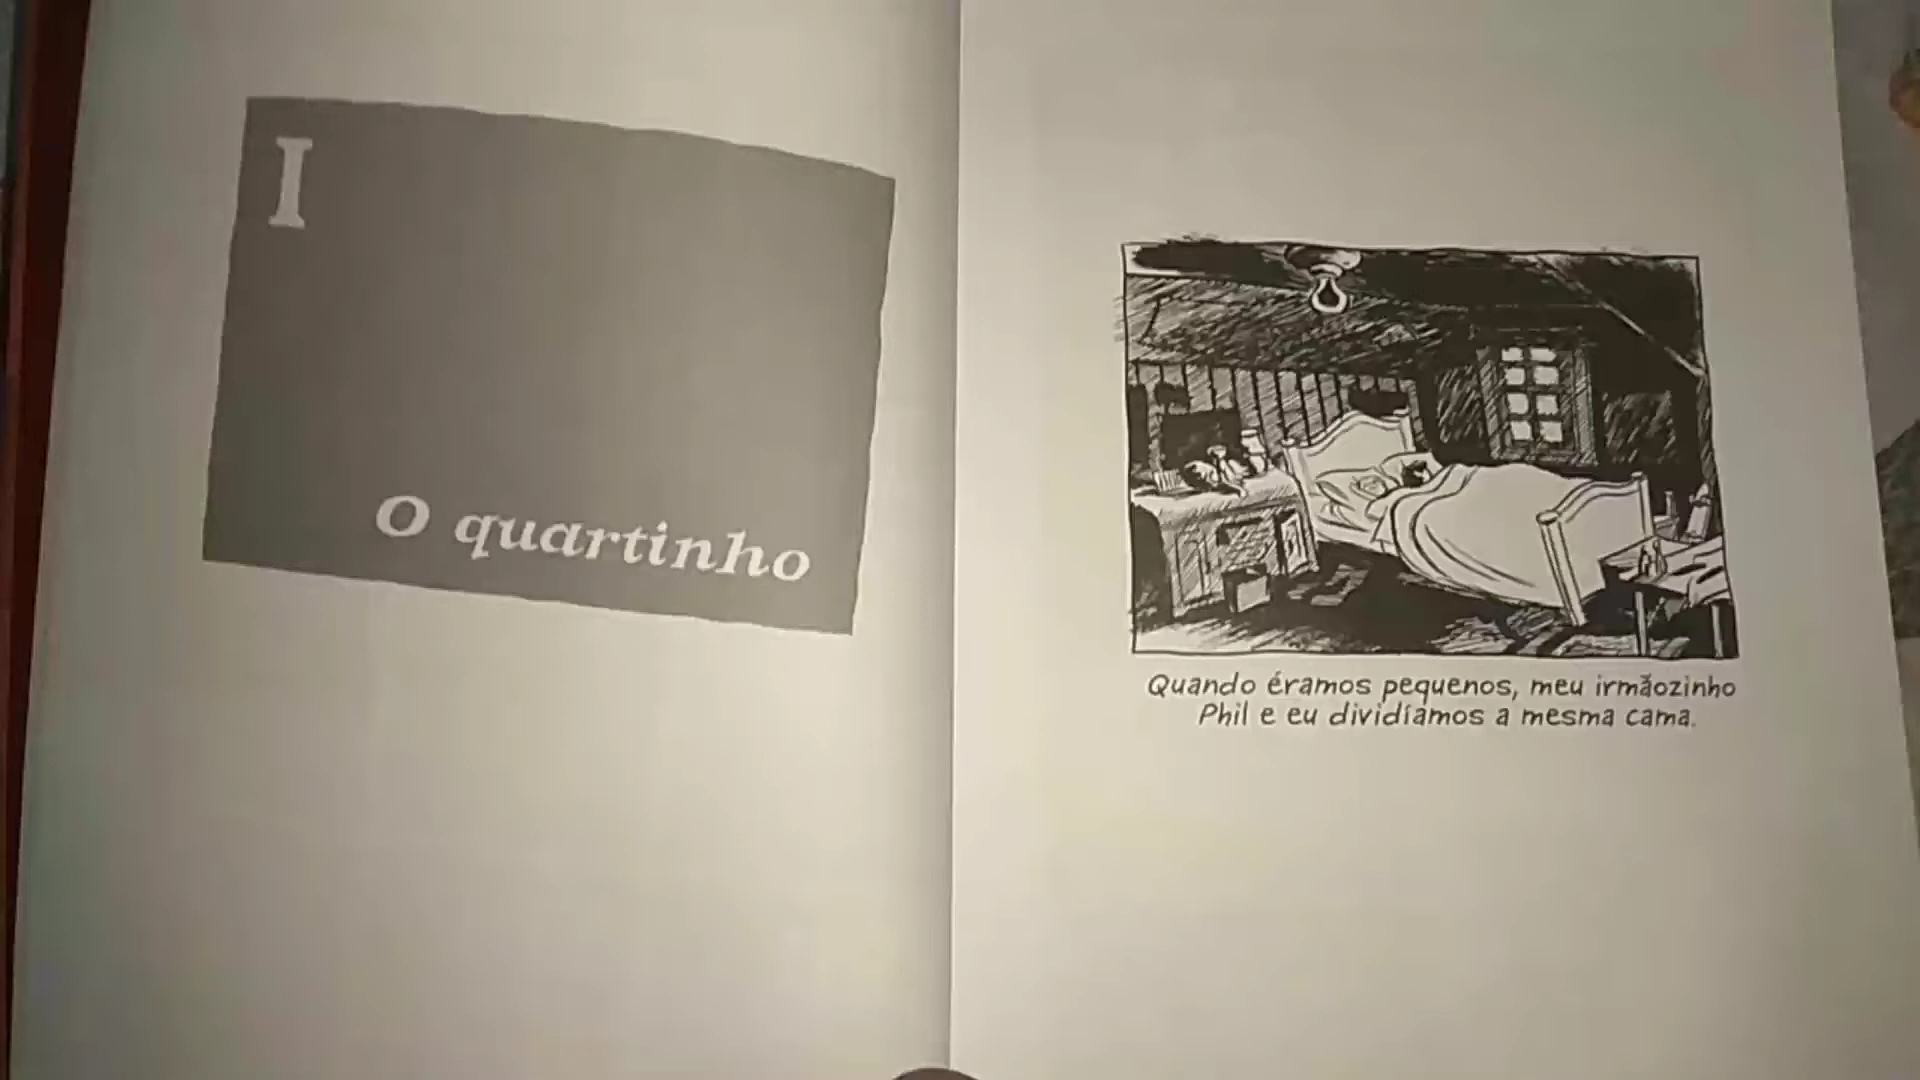 I
O quartinho
Quando éramos pequenos, meu irmãozinho
Phil e eu dividíamos a mesma cama.